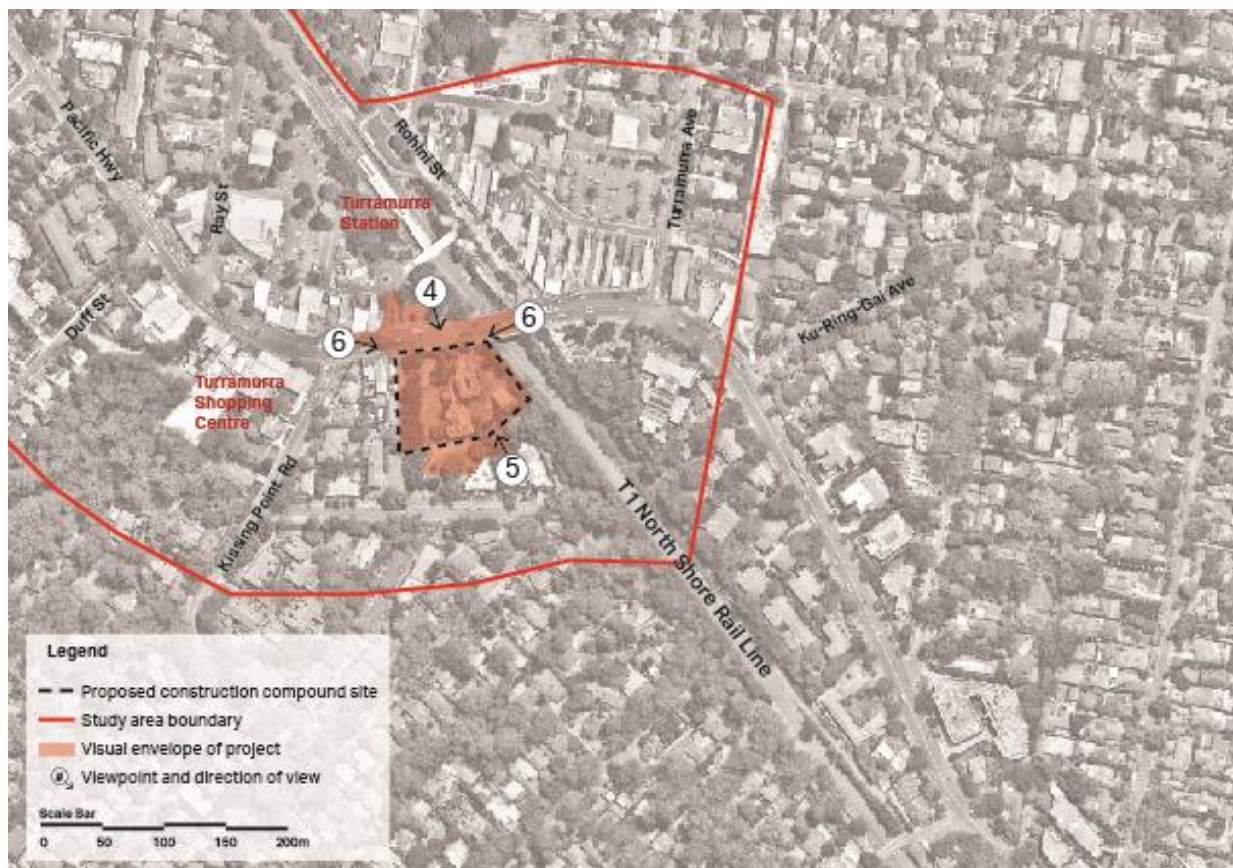 Pacific Hwy
Ray St
Rohini St
Turramurra Ave
Turramurra
Station
Ku-Ring-Gai Ave
4
6
6
Duff St
Turramurra
Shopping
Centre
5
Kissing Point Rd
T1 North Shore Rail Line
Legend
Proposed construction compound site
Study area boundary
Visual envelope of project
# Viewpoint and direction of view
Scale Bar
0 50 100 150 200m